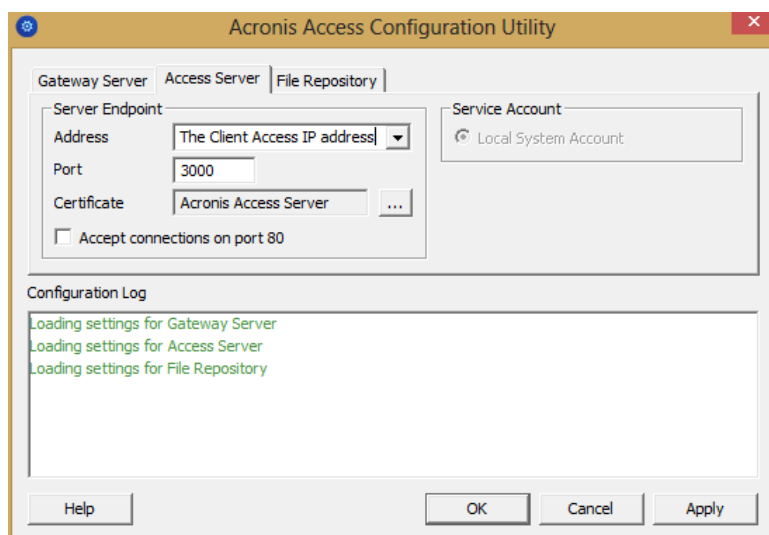 Acronis Access Configuration Utility
Gateway Server Access Server File Repository
Server Endpoint
Address The Client Access IP address
Port 3000
Certificate Acronis Access Server ...
Accept connections on port 80
Service Account
Local System Account
Configuration Log
Loading settings for Gateway Server
Loading settings for Access Server
Loading settings for File Repository
Help OK Cancel Apply